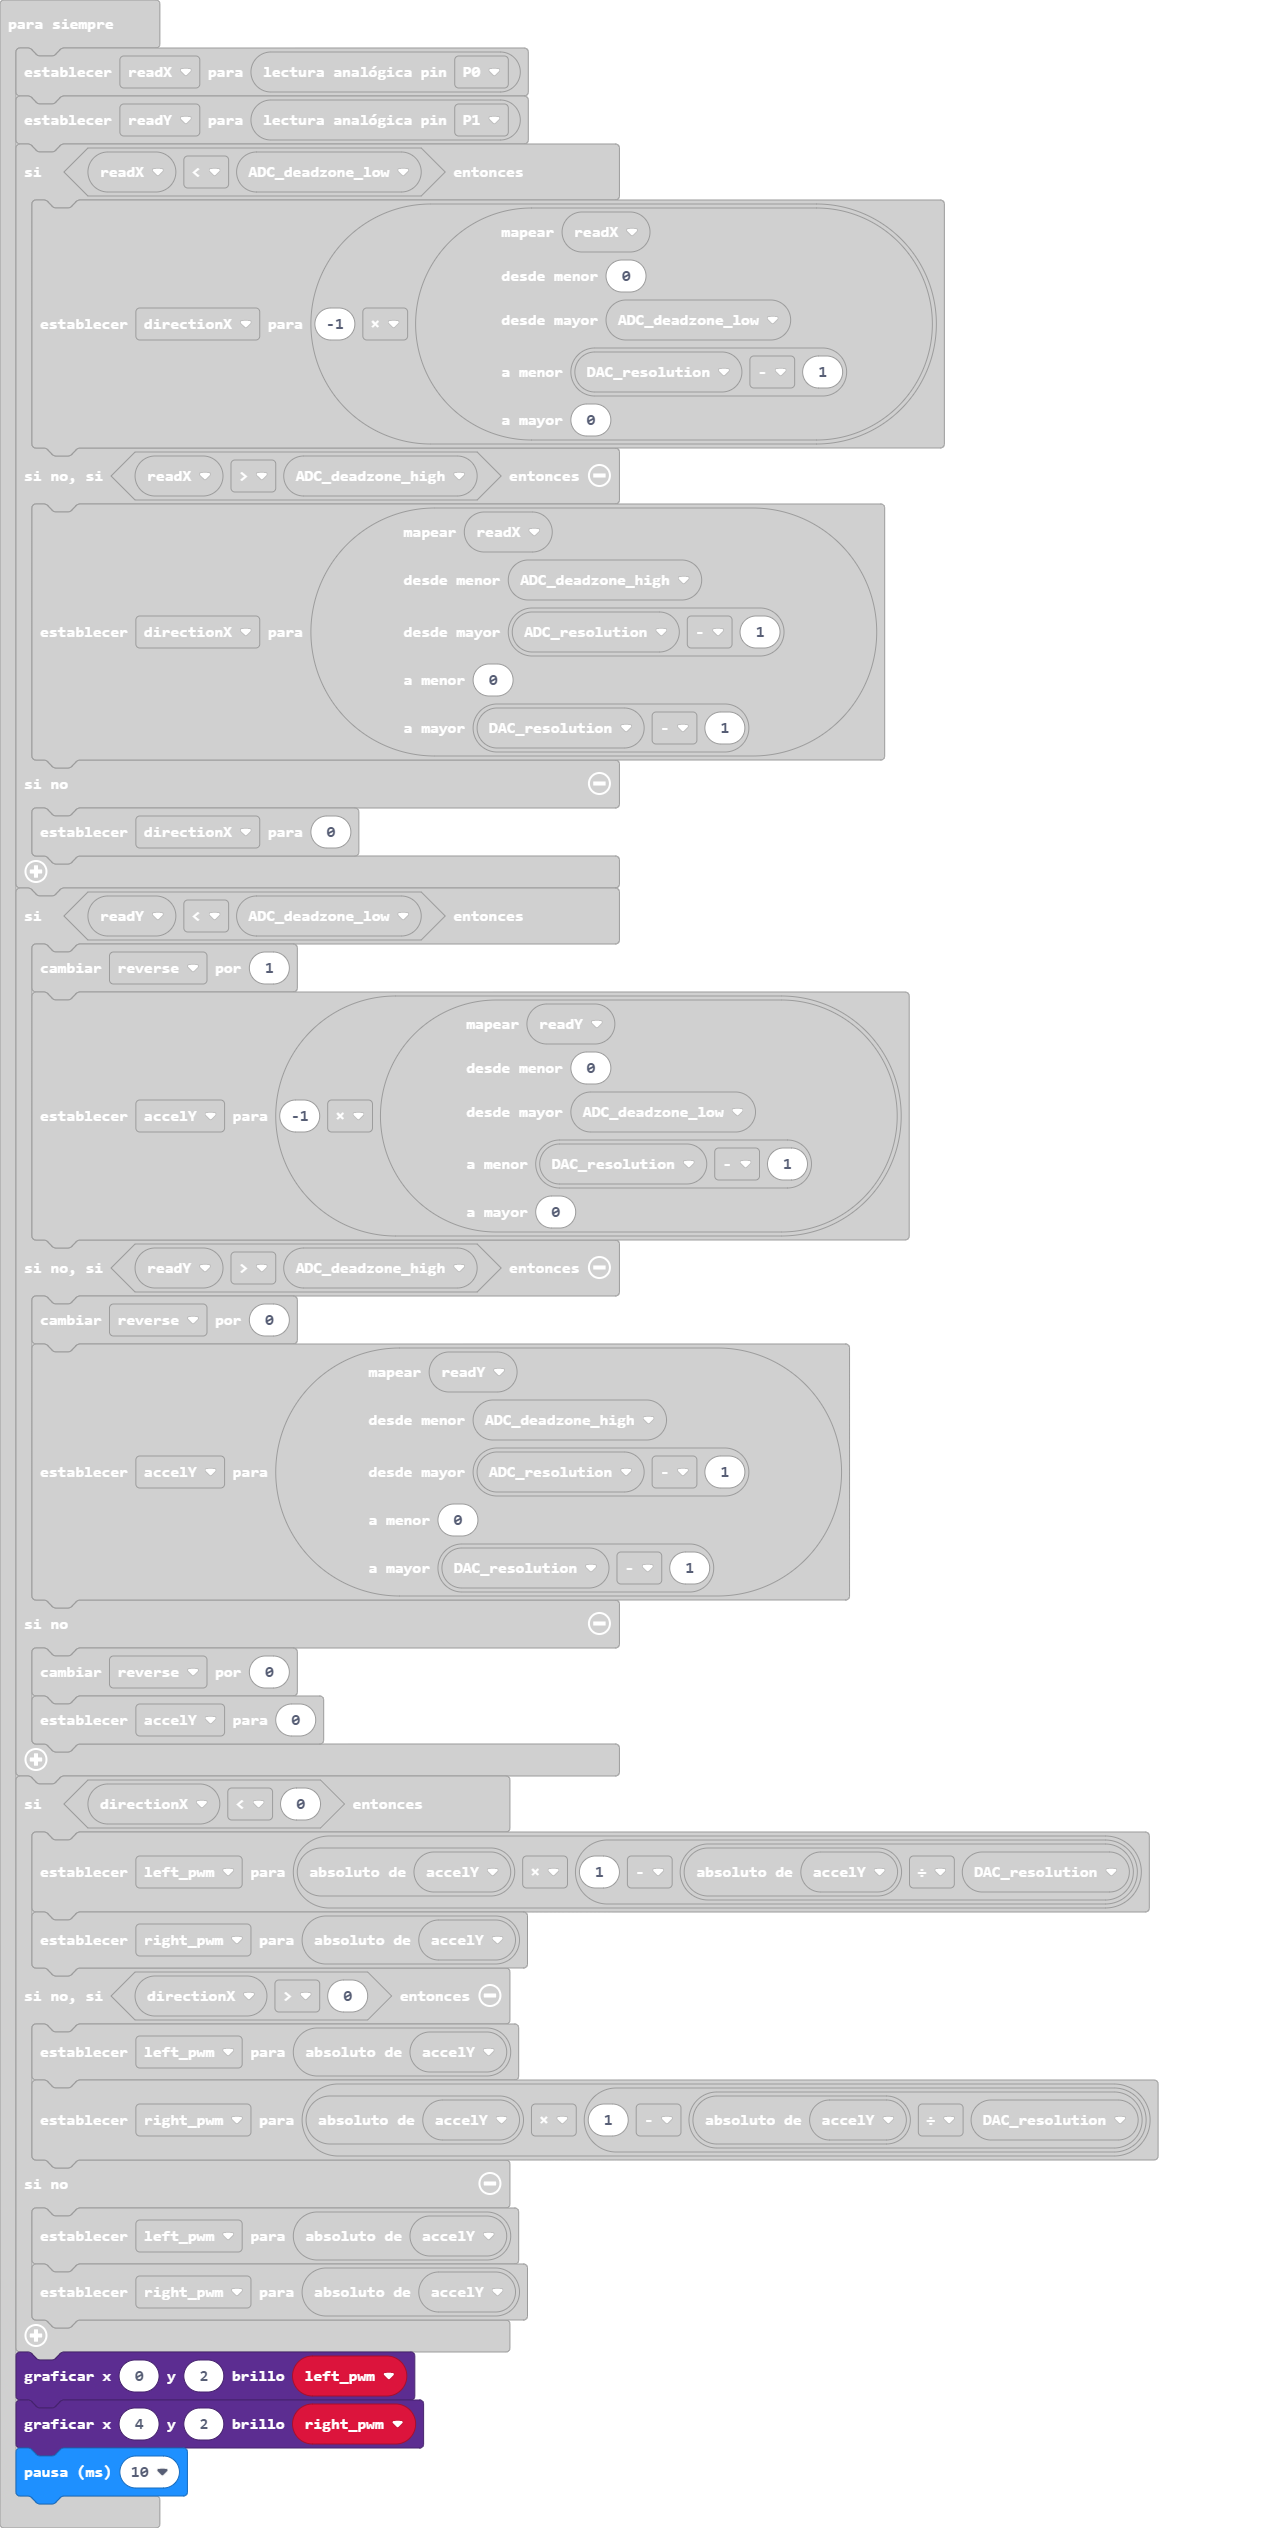 para siempre
establecer readX para lectura analógica pin P0
establecer readY para lectura analógica pin P1
si readX < ADC_deadzone_low entonces
mapear readX
desde menor 0
desde mayor ADC_deadzone_low
establecer directionX para -1 ×
a menor DAC_resolution - 1
a mayor 0
si no, si readX > ADC_deadzone_high entonces
mapear readX
desde menor ADC_deadzone_high
establecer directionX para desde mayor ADC_resolution - 1
a menor 0
a mayor DAC_resolution - 1
si no
establecer directionX para 0
si readY < ADC_deadzone_low entonces
cambiar reverse por 1
mapear readY
desde menor 0
desde mayor ADC_deadzone_low
establecer accelY para -1 ×
a menor DAC_resolution - 1
a mayor 0
si no, si readY > ADC_deadzone_high entonces
cambiar reverse por 0
mapear readY
desde menor ADC_deadzone_high
establecer accelY para desde mayor ADC_resolution - 1
a menor 0
a mayor DAC_resolution - 1
si no
cambiar reverse por 0
establecer accelY para 0
si directionX < 0 entonces
establecer left_pwm para absoluto de accelY × 1 - absoluto de accelY ÷ DAC_resolution
establecer right_pwm para absoluto de accelY
si no, si directionX > 0 entonces
establecer left_pwm para absoluto de accelY
establecer right_pwm para absoluto de accelY × 1 - absoluto de accelY ÷ DAC_resolution
si no
establecer left_pwm para absoluto de accelY
establecer right_pwm para absoluto de accelY
graficar x 0 y 2 brillo left_pwm
graficar x 4 y 2 brillo right_pwm
pausa (ms) 10